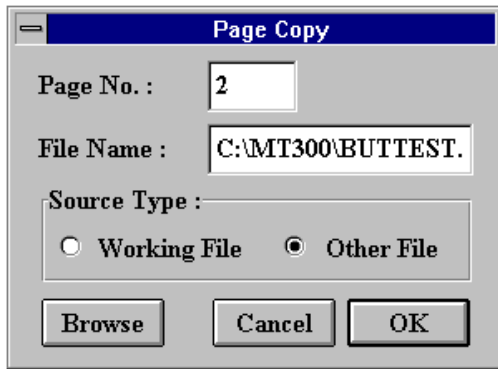 Page Copy
Page No. : 2
File Name : C:\MT300\BUTTEST.
Source Type :
Working File Other File
Browse Cancel OK